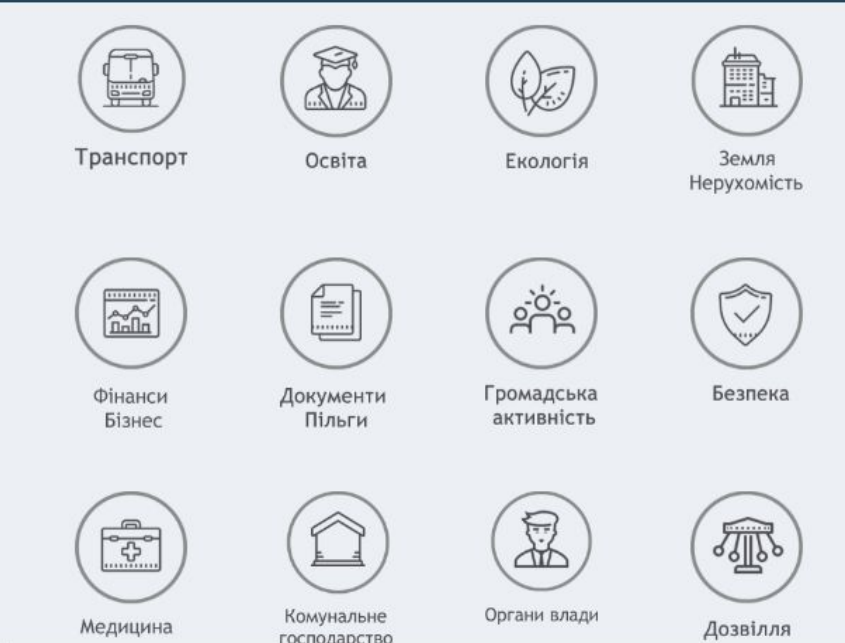 Транспорт
Освіта
Екологія
Земля
Нерухомість
Фінанси
Бізнес
Документи
Пільги
Громадська
активність
Безпека
Медицина
Комунальне
господарство
Органи влади
Дозвілля